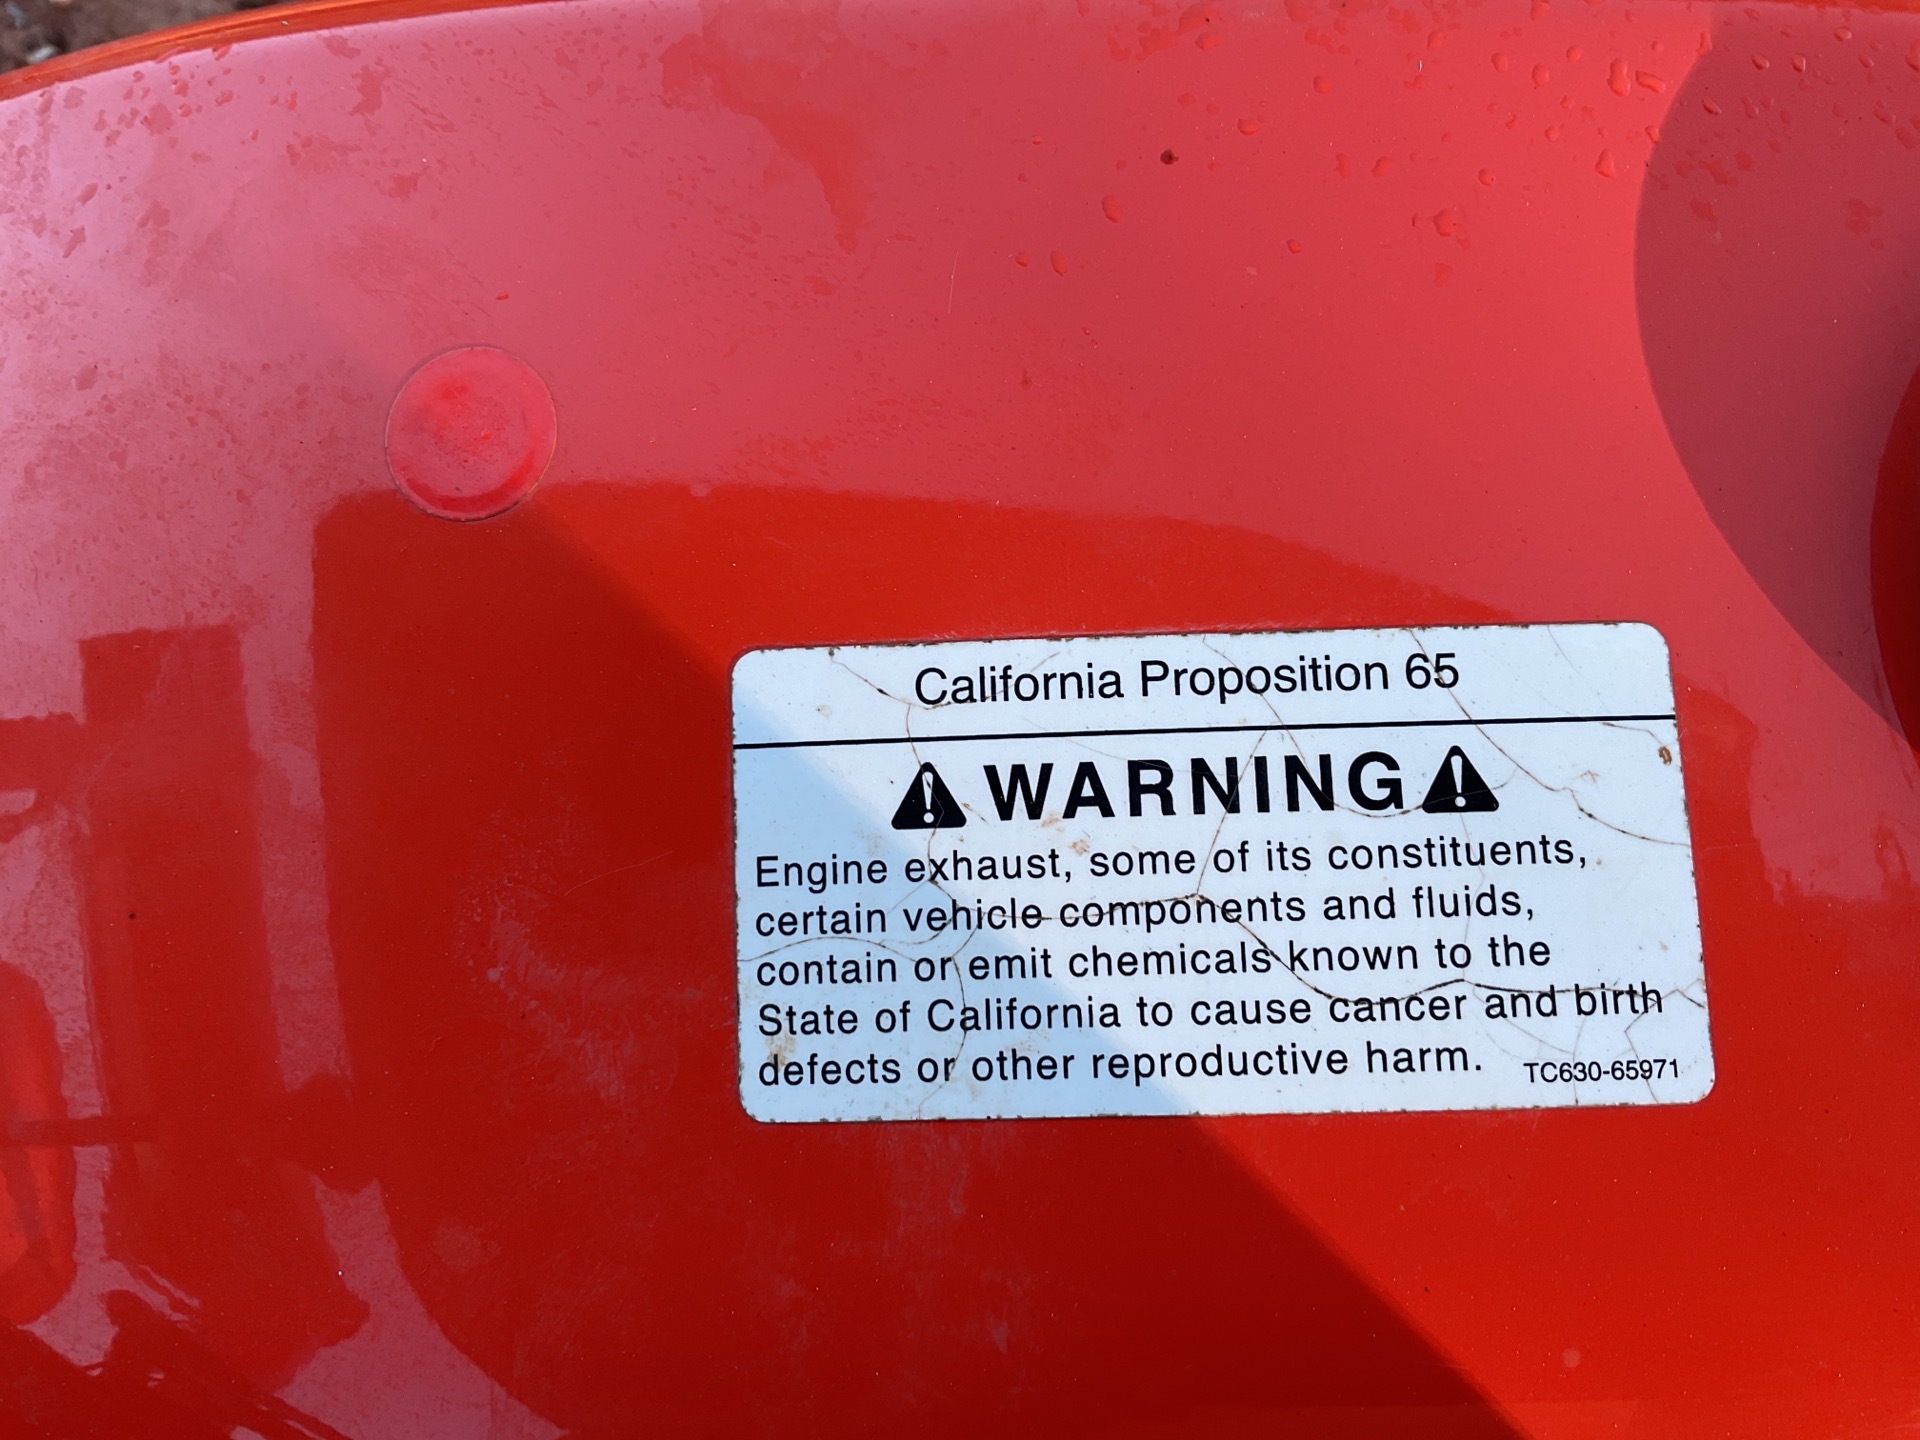 California Proposition 65
WARNING
Engine exhaust, some of its constituents,
certain vehicle components and fluids,
contain or emit chemicals known to the
State of California to cause cancer and birth
defects or other reproductive harm.
TC630-65971